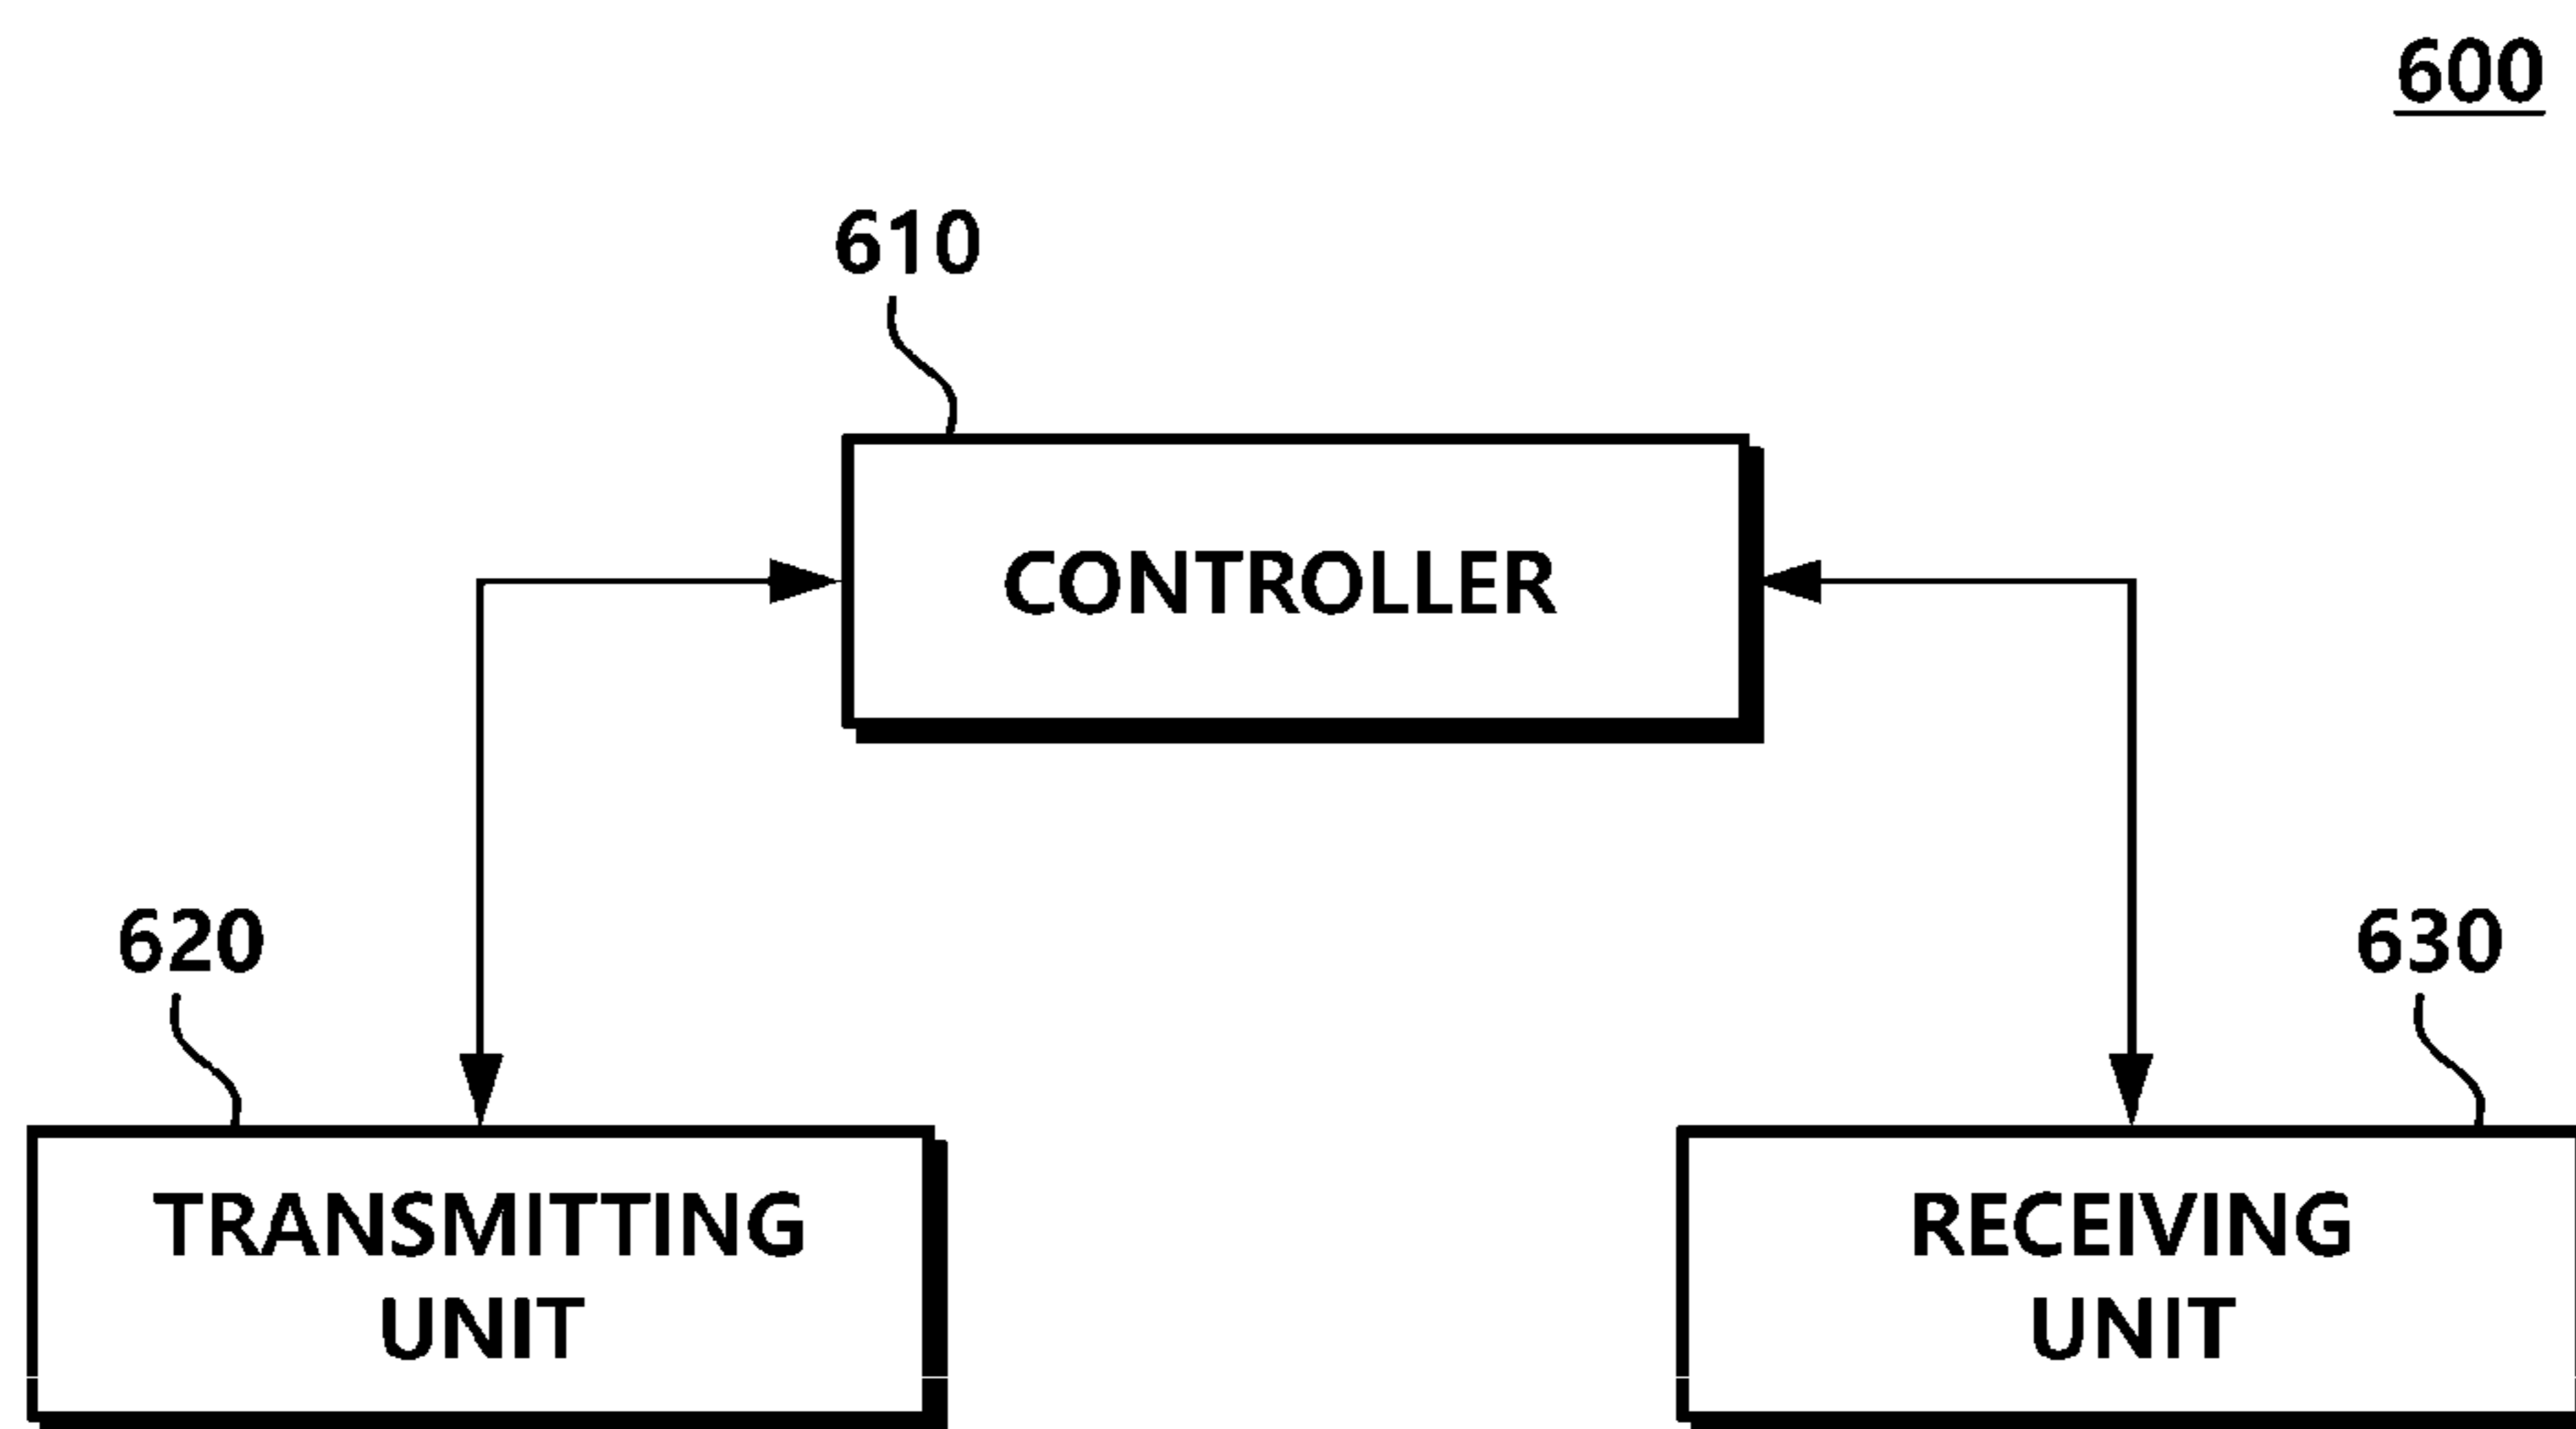 600
610
CONTROLLER
620
630
TRANSMITTING
UNIT
RECEIVING
UNIT